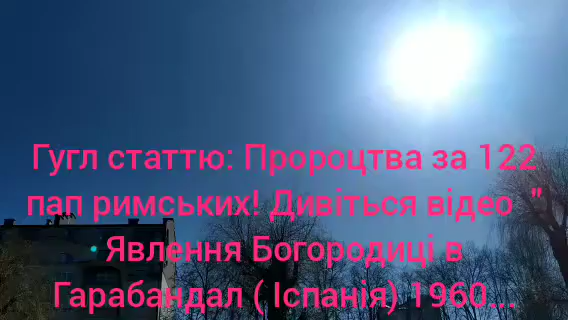 Гугл статтю: Пророцтва за 122
пап римських! Дивіться відео "
Явлення Богородиці в
Гарабандал ( Іспанія) 1960...